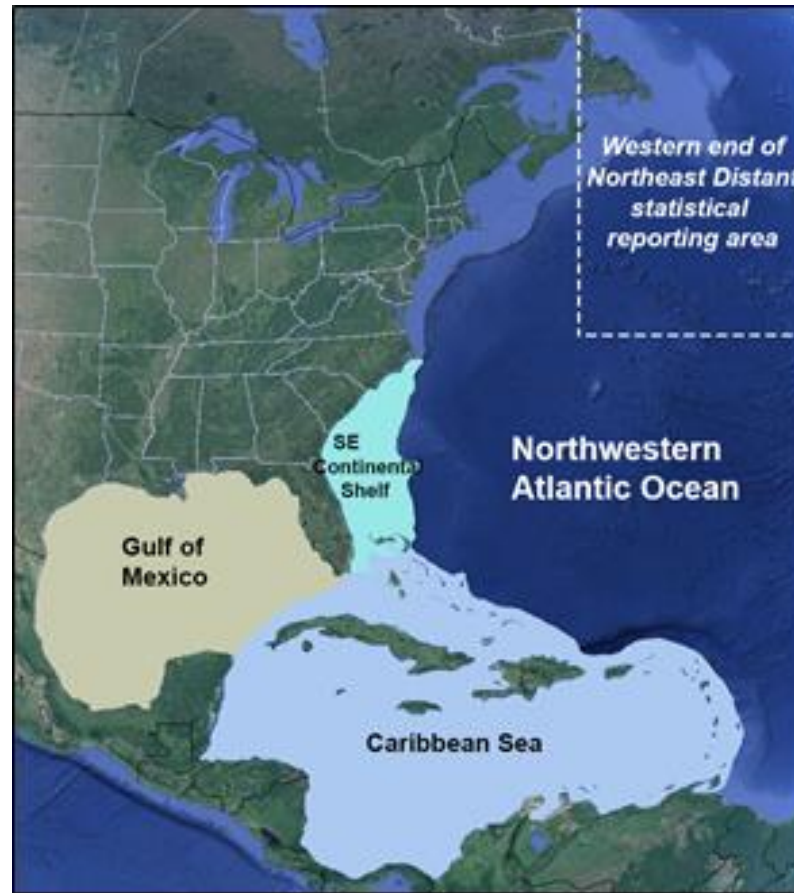 Western end of
Northeast Distant
statistical
reporting area
Northwestern
Atlantic Ocean
SE
Continental
Shelf
Gulf of
Mexico
Caribbean Sea